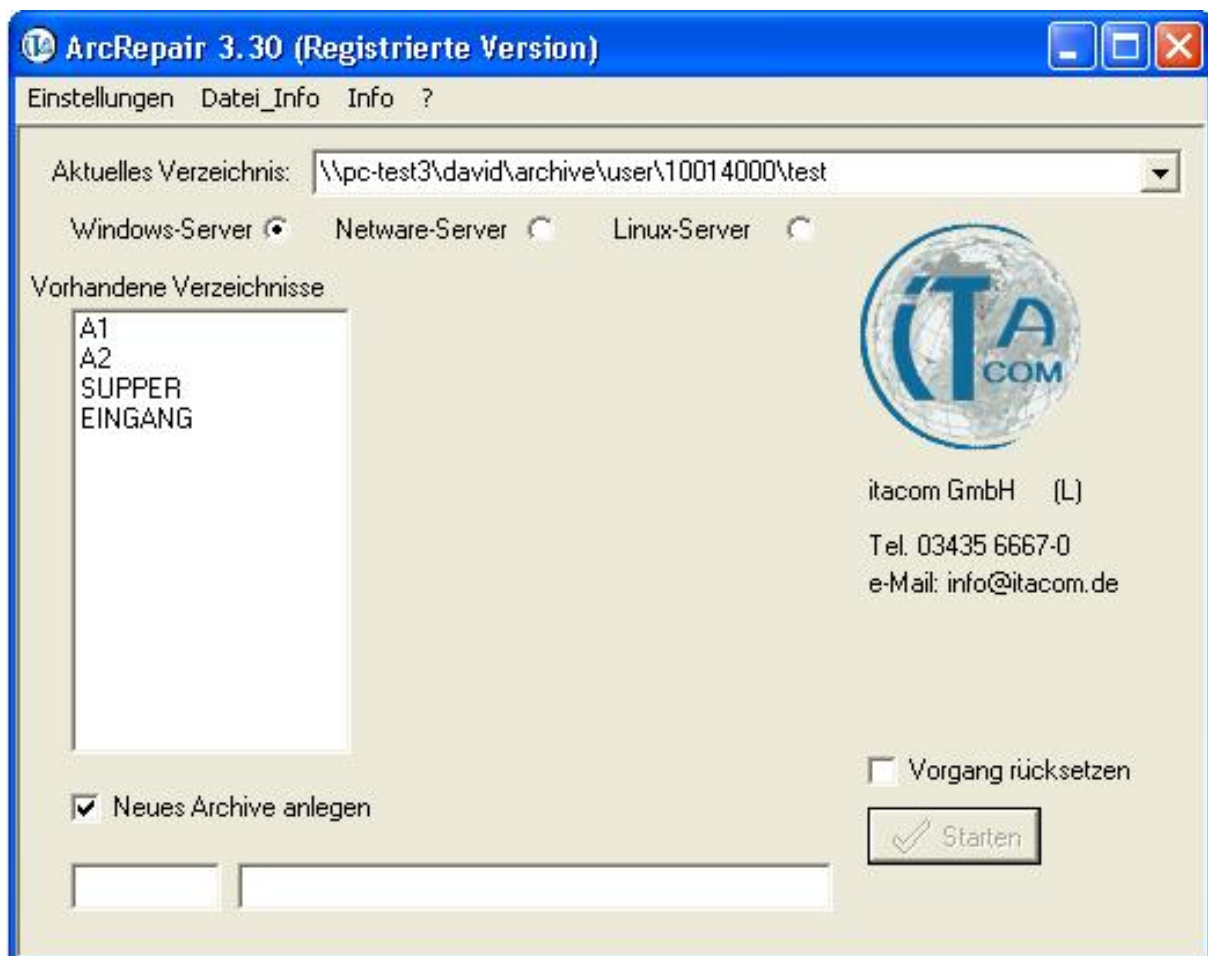 ArcRepair 3.30 (Registrierte Version)
Einstellungen Datei_Info Info ?
Aktuelles Verzeichnis: \\pc-test3\david\archive\user\10014000\test
Windows-Server Netware-Server Linux-Server
Vorhandene Verzeichnisse
A1
A2
SUPPER
EINGANG
iTA
COM
itacom GmbH (L)
Tel. 03435 6667-0
e-Mail: info@itacom.de
Vorgang rücksetzen
Neues Archive anlegen
Starten